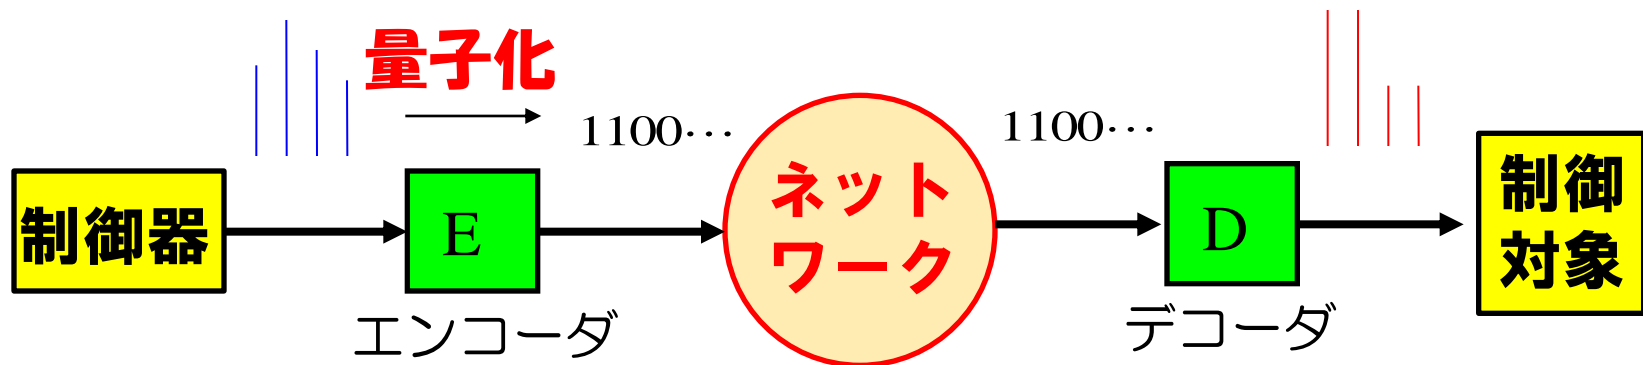 量子化
1100…
1100…
制御器
E
ネット
ワーク
D
制御
対象
エンコーダ
デコーダ